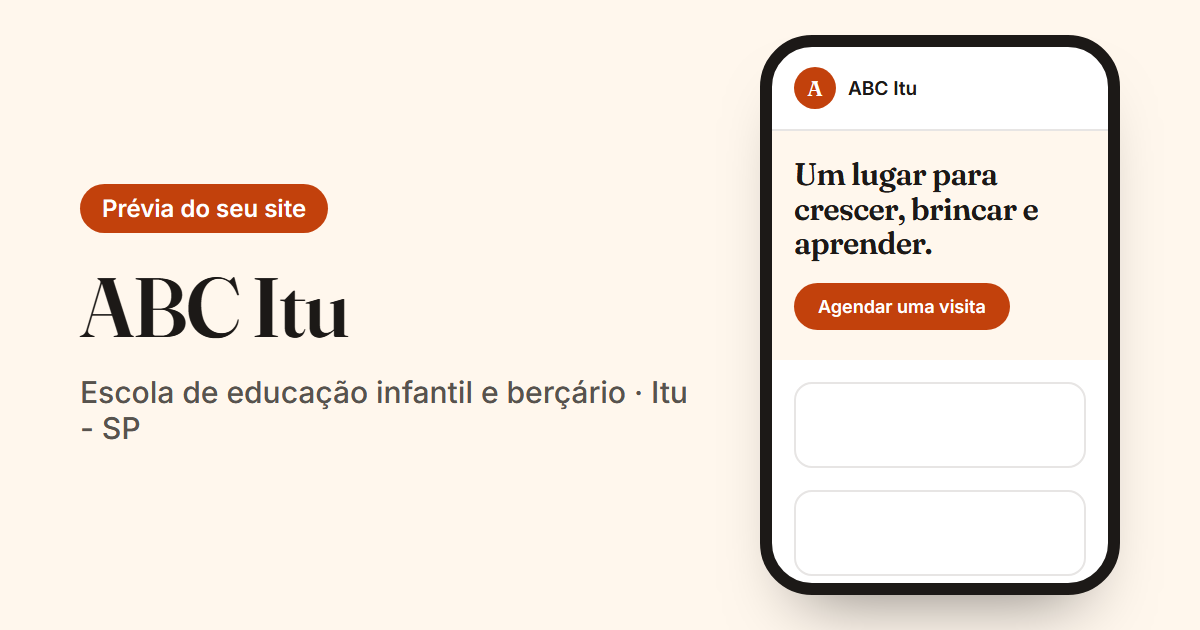 Prévia do seu site
ABC Itu
Escola de educação infantil e berçário · Itu
- SP
A
ABC Itu
Um lugar para
crescer, brincar e
aprender.
Agendar uma visita